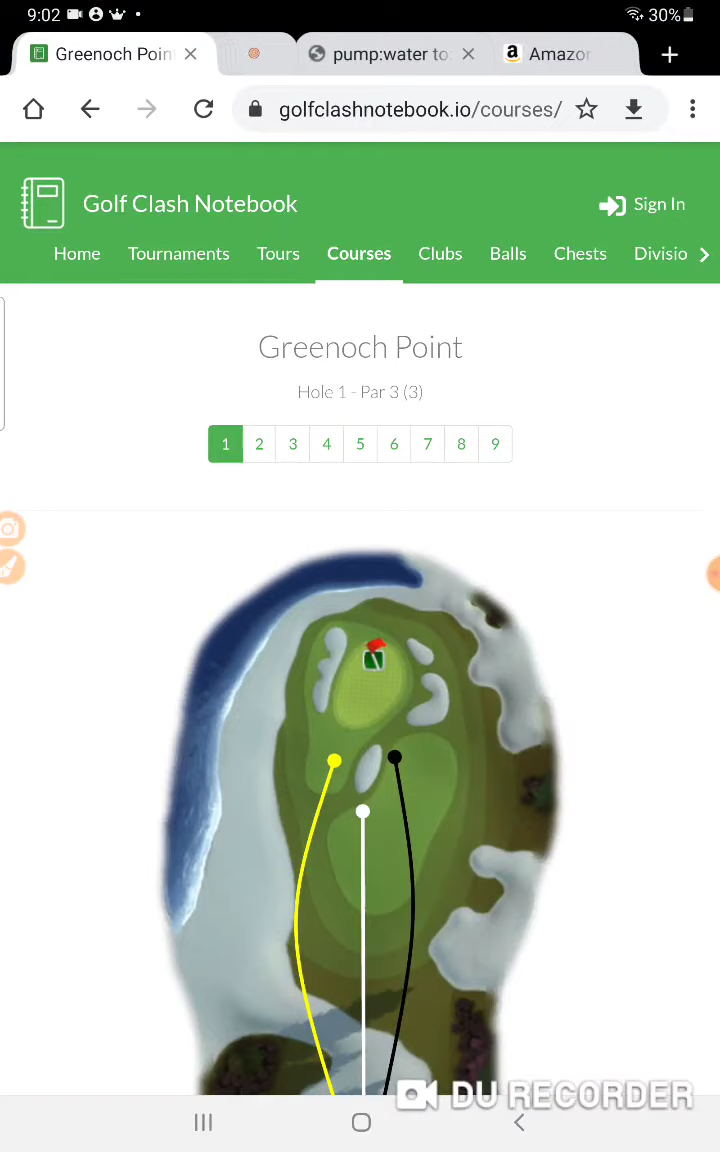 9:02 30%
Greenoch Poin pump:water to Amazor
golfclashnotebook.io/courses/
Golf Clash Notebook Sign In
Home Tournaments Tours Courses Clubs Balls Chests Divisio
Greenoch Point
Hole 1 - Par 3 (3)
1 2 3 4 5 6 7 8 9
DU RECORDER